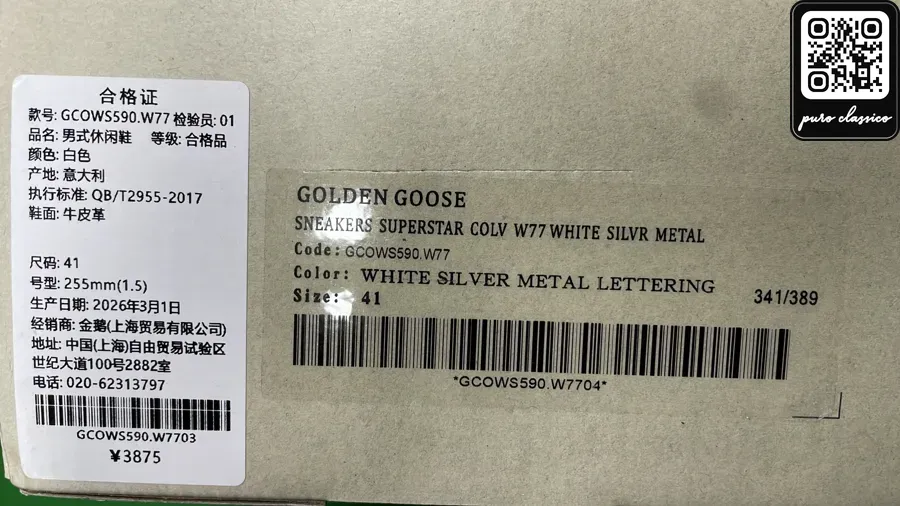 合格证
款号: GCOWS590.W77 检验员: 01
品名: 男式休闲鞋 等级: 合格品
颜色: 白色
产地: 意大利
执行标准: QB/T2955-2017
鞋面: 牛皮革
尺码: 41
号型: 255mm(1.5)
生产日期: 2026年3月1日
经销商: 金鹅(上海贸易有限公司)
地址: 中国(上海)自由贸易试验区
世纪大道100号2882室
电话: 020-62313797
GCOWS590.W7703
¥3875
GOLDEN GOOSE
SNEAKERS SUPERSTAR COLV W77 WHITE SILVR METAL
Code: GCOWS590.W77
Color: WHITE SILVER METAL LETTERING
Size: 41
341/389
*GCOWS590.W7704*
puro classico